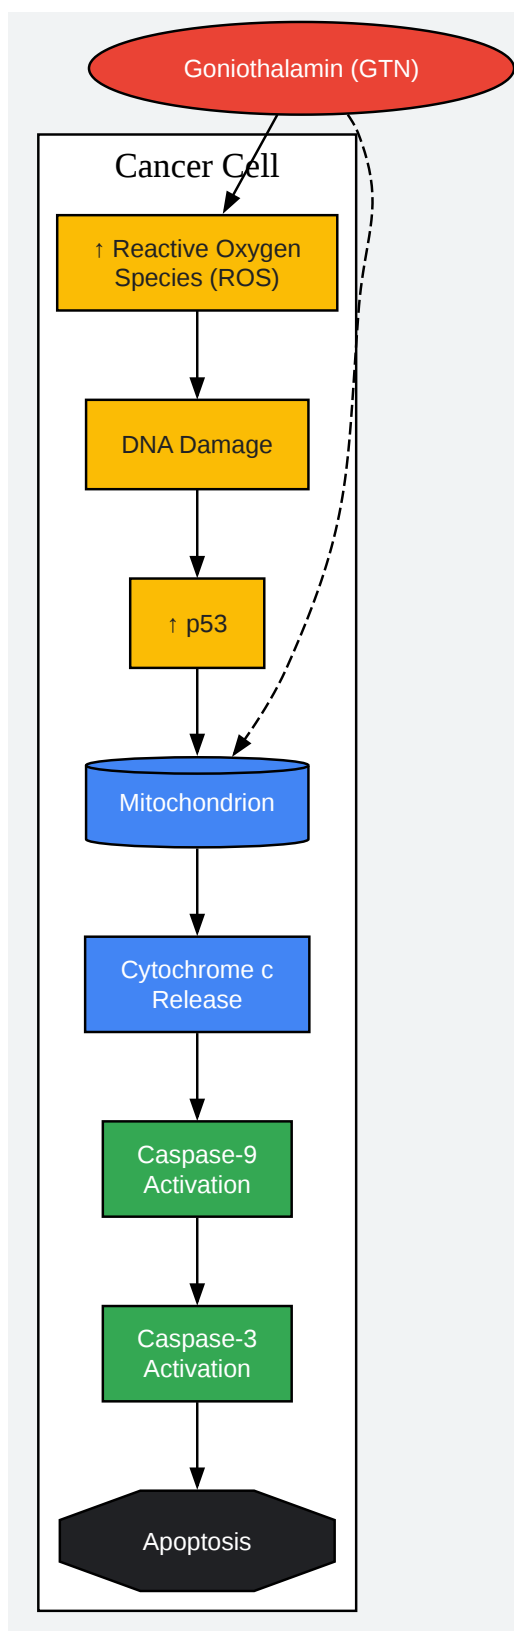 Goniothalamin (GTN)
Cancer Cell
↑ Reactive Oxygen
Species (ROS)
DNA Damage
↑ p53
Mitochondrion
Cytochrome c
Release
Caspase-9
Activation
Caspase-3
Activation
Apoptosis